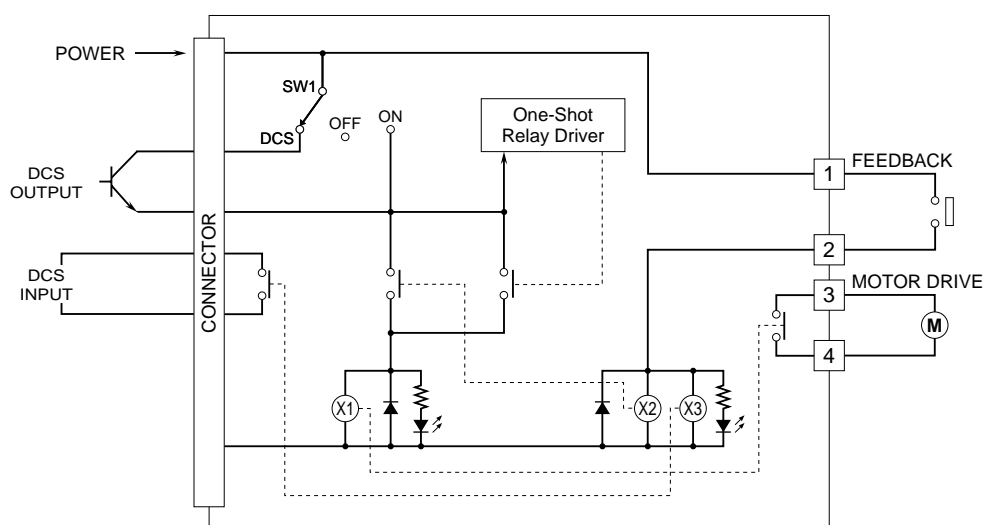 POWER
SW1
DCS
OFF
ON
One-Shot
Relay Driver
1
FEEDBACK
DCS
OUTPUT
2
DCS
INPUT
CONNECTOR
3
MOTOR DRIVE
M
4
X1
X2
X3